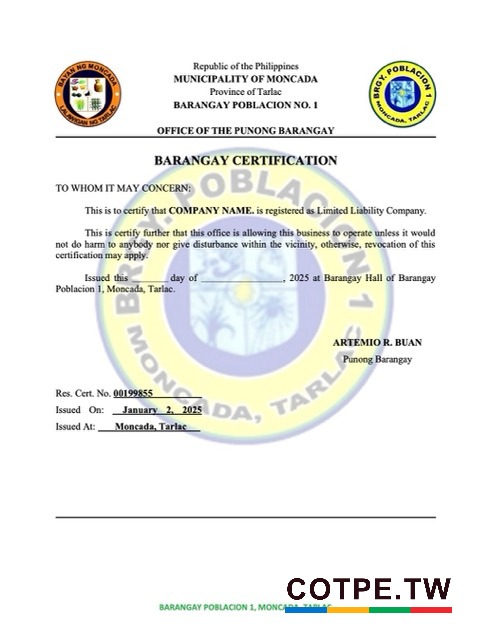 Republic of the Philippines
MUNICIPALITY OF MONCADA
Province of Tarlac
BARANGAY POBLACION NO. 1
OFFICE OF THE PUNONG BARANGAY
BAYAN NG MONCADA
LALAWIGAN NG TARLAC
BRGY. POBLACION 1
MONCADA, TARLAC
BARANGAY CERTIFICATION
TO WHOM IT MAY CONCERN:
This is to certify that COMPANY NAME. is registered as Limited Liability Company.
This is certify further that this office is allowing this business to operate unless it would
not do harm to anybody nor give disturbance within the vicinity, otherwise, revocation of this
certification may apply.
Issued this _______ day of _________________, 2025 at Barangay Hall of Barangay
Poblacion 1, Moncada, Tarlac.
ARTEMIO R. BUAN
Punong Barangay
Res. Cert. No. 00199855
Issued On: January 2, 2025
Issued At: Moncada, Tarlac
BRGY. POBLACION 1
MONCADA, TARLAC
BARANGAY POBLACION 1, MONCADA, TARLAC
COTPE.TW